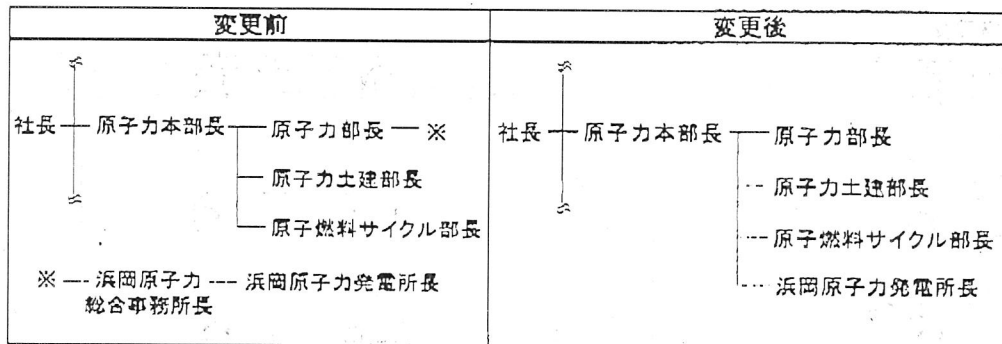 変更前
変更後
社長 原子力本部長 原子力部長 ※
原子力土建部長
原子燃料サイクル部長
※ 浜岡原子力 浜岡原子力発電所長
総合事務所長
社長 原子力本部長 原子力部長
原子力土建部長
原子燃料サイクル部長
浜岡原子力発電所長